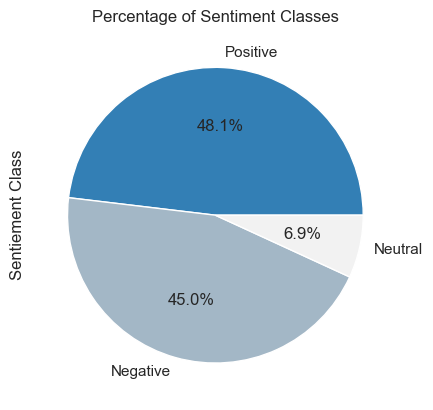 Percentage of Sentiment Classes
Positive
48.1%
Sentiement Class
6.9%
Neutral
45.0%
Negative